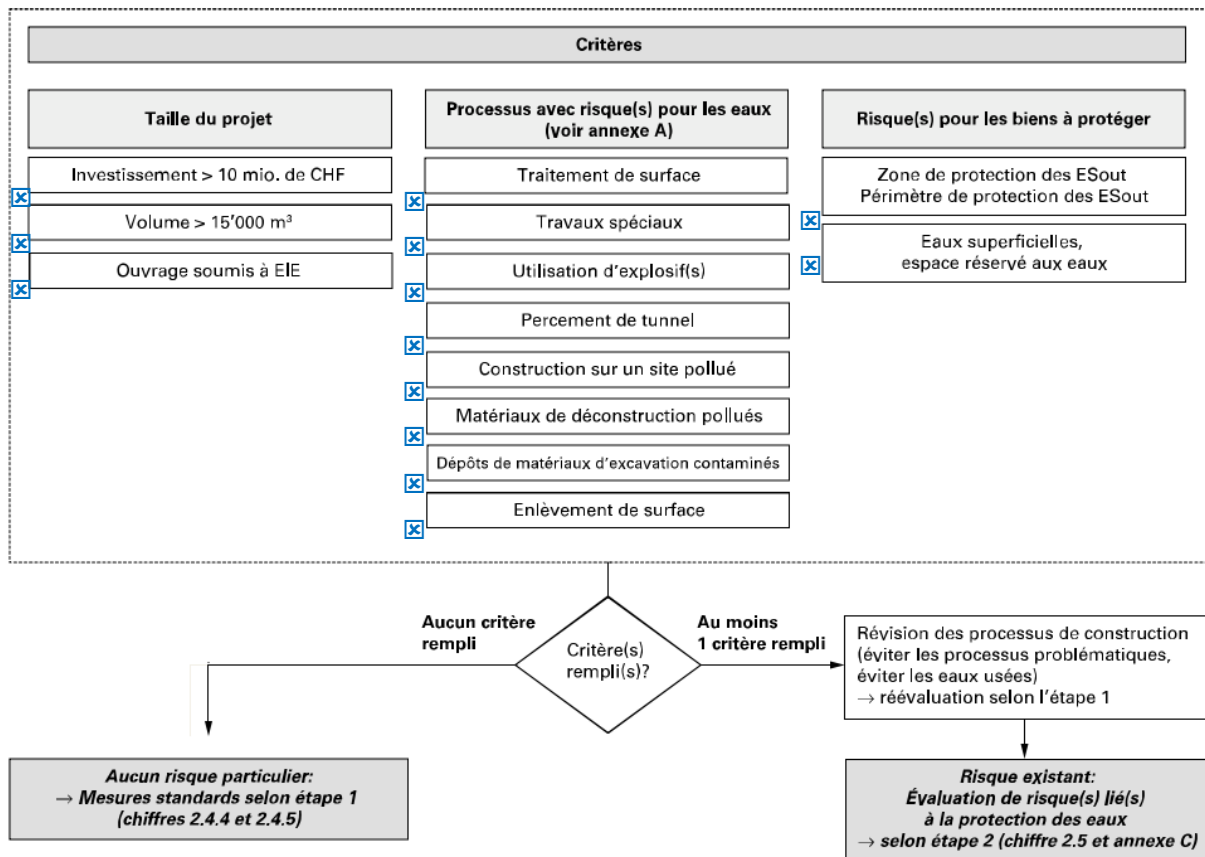 Critères
Taille du projet
Investissement > 10 mio. de CHF
Volume > 15’000 m³
Ouvrage soumis à EIE
Processus avec risque(s) pour les eaux
(voir annexe A)
Traitement de surface
Travaux spéciaux
Utilisation d’explosif(s)
Percement de tunnel
Construction sur un site pollué
Matériaux de déconstruction pollués
Dépôts de matériaux d’excavation contaminés
Enlèvement de surface
Risque(s) pour les biens à protéger
Zone de protection des ESout
Périmètre de protection des ESout
Eaux superficielles,
espace réservé aux eaux
Aucun critère
rempli
Critère(s)
rempli(s)?
Au moins
1 critère rempli
Révision des processus de construction
(éviter les processus problématiques,
éviter les eaux usées)
→ réévaluation selon l’étape 1
Aucun risque particulier:
→ Mesures standards selon étape 1
(chiffres 2.4.4 et 2.4.5)
Risque existant:
Évaluation de risque(s) lié(s)
à la protection des eaux
→ selon étape 2 (chiffre 2.5 et annexe C)